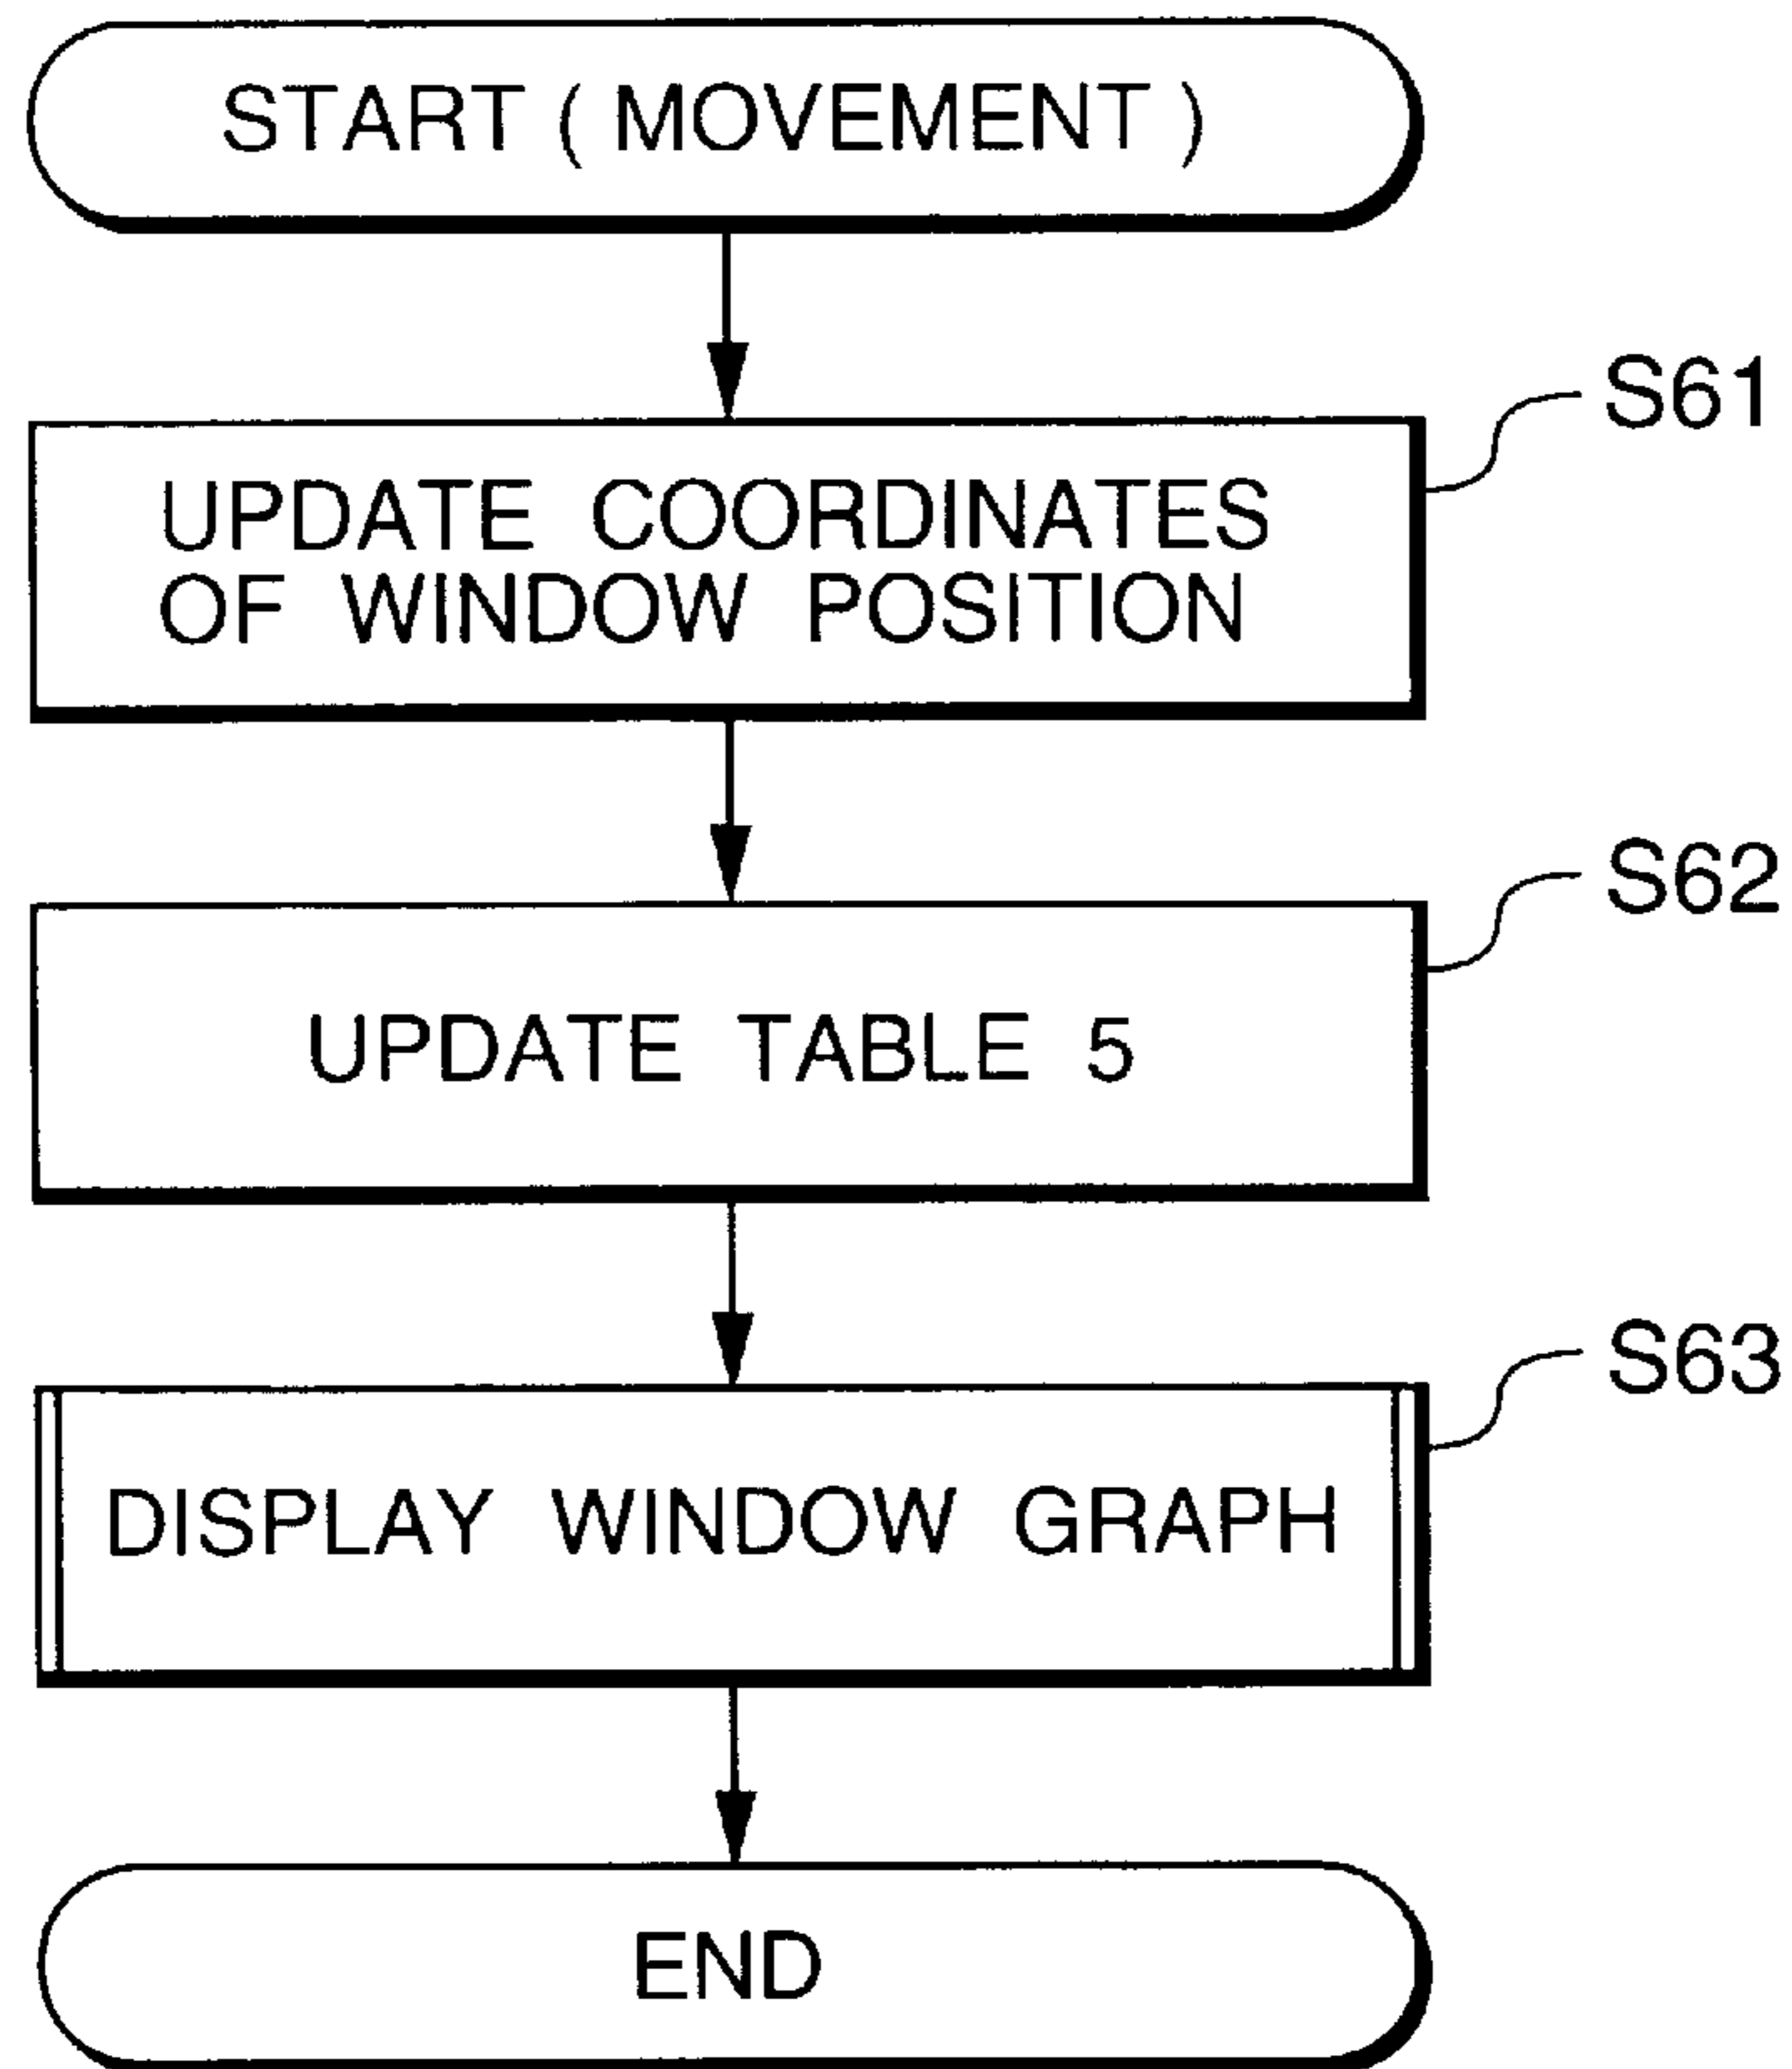 START ( MOVEMENT )
S61
UPDATE COORDINATES
OF WINDOW POSITION
S62
UPDATE TABLE 5
S63
DISPLAY WINDOW GRAPH
END